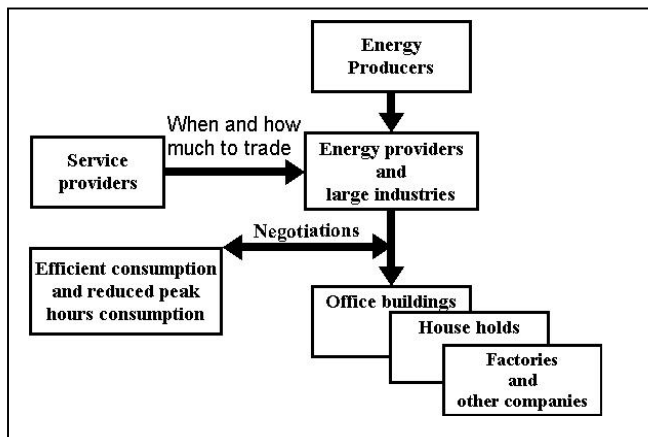 Energy
Producers
When and how
much to trade
Service
providers
Energy providers
and
large industries
Negotiations
Efficient consumption
and reduced peak
hours consumption
Office buildings
House holds
Factories
and
other companies